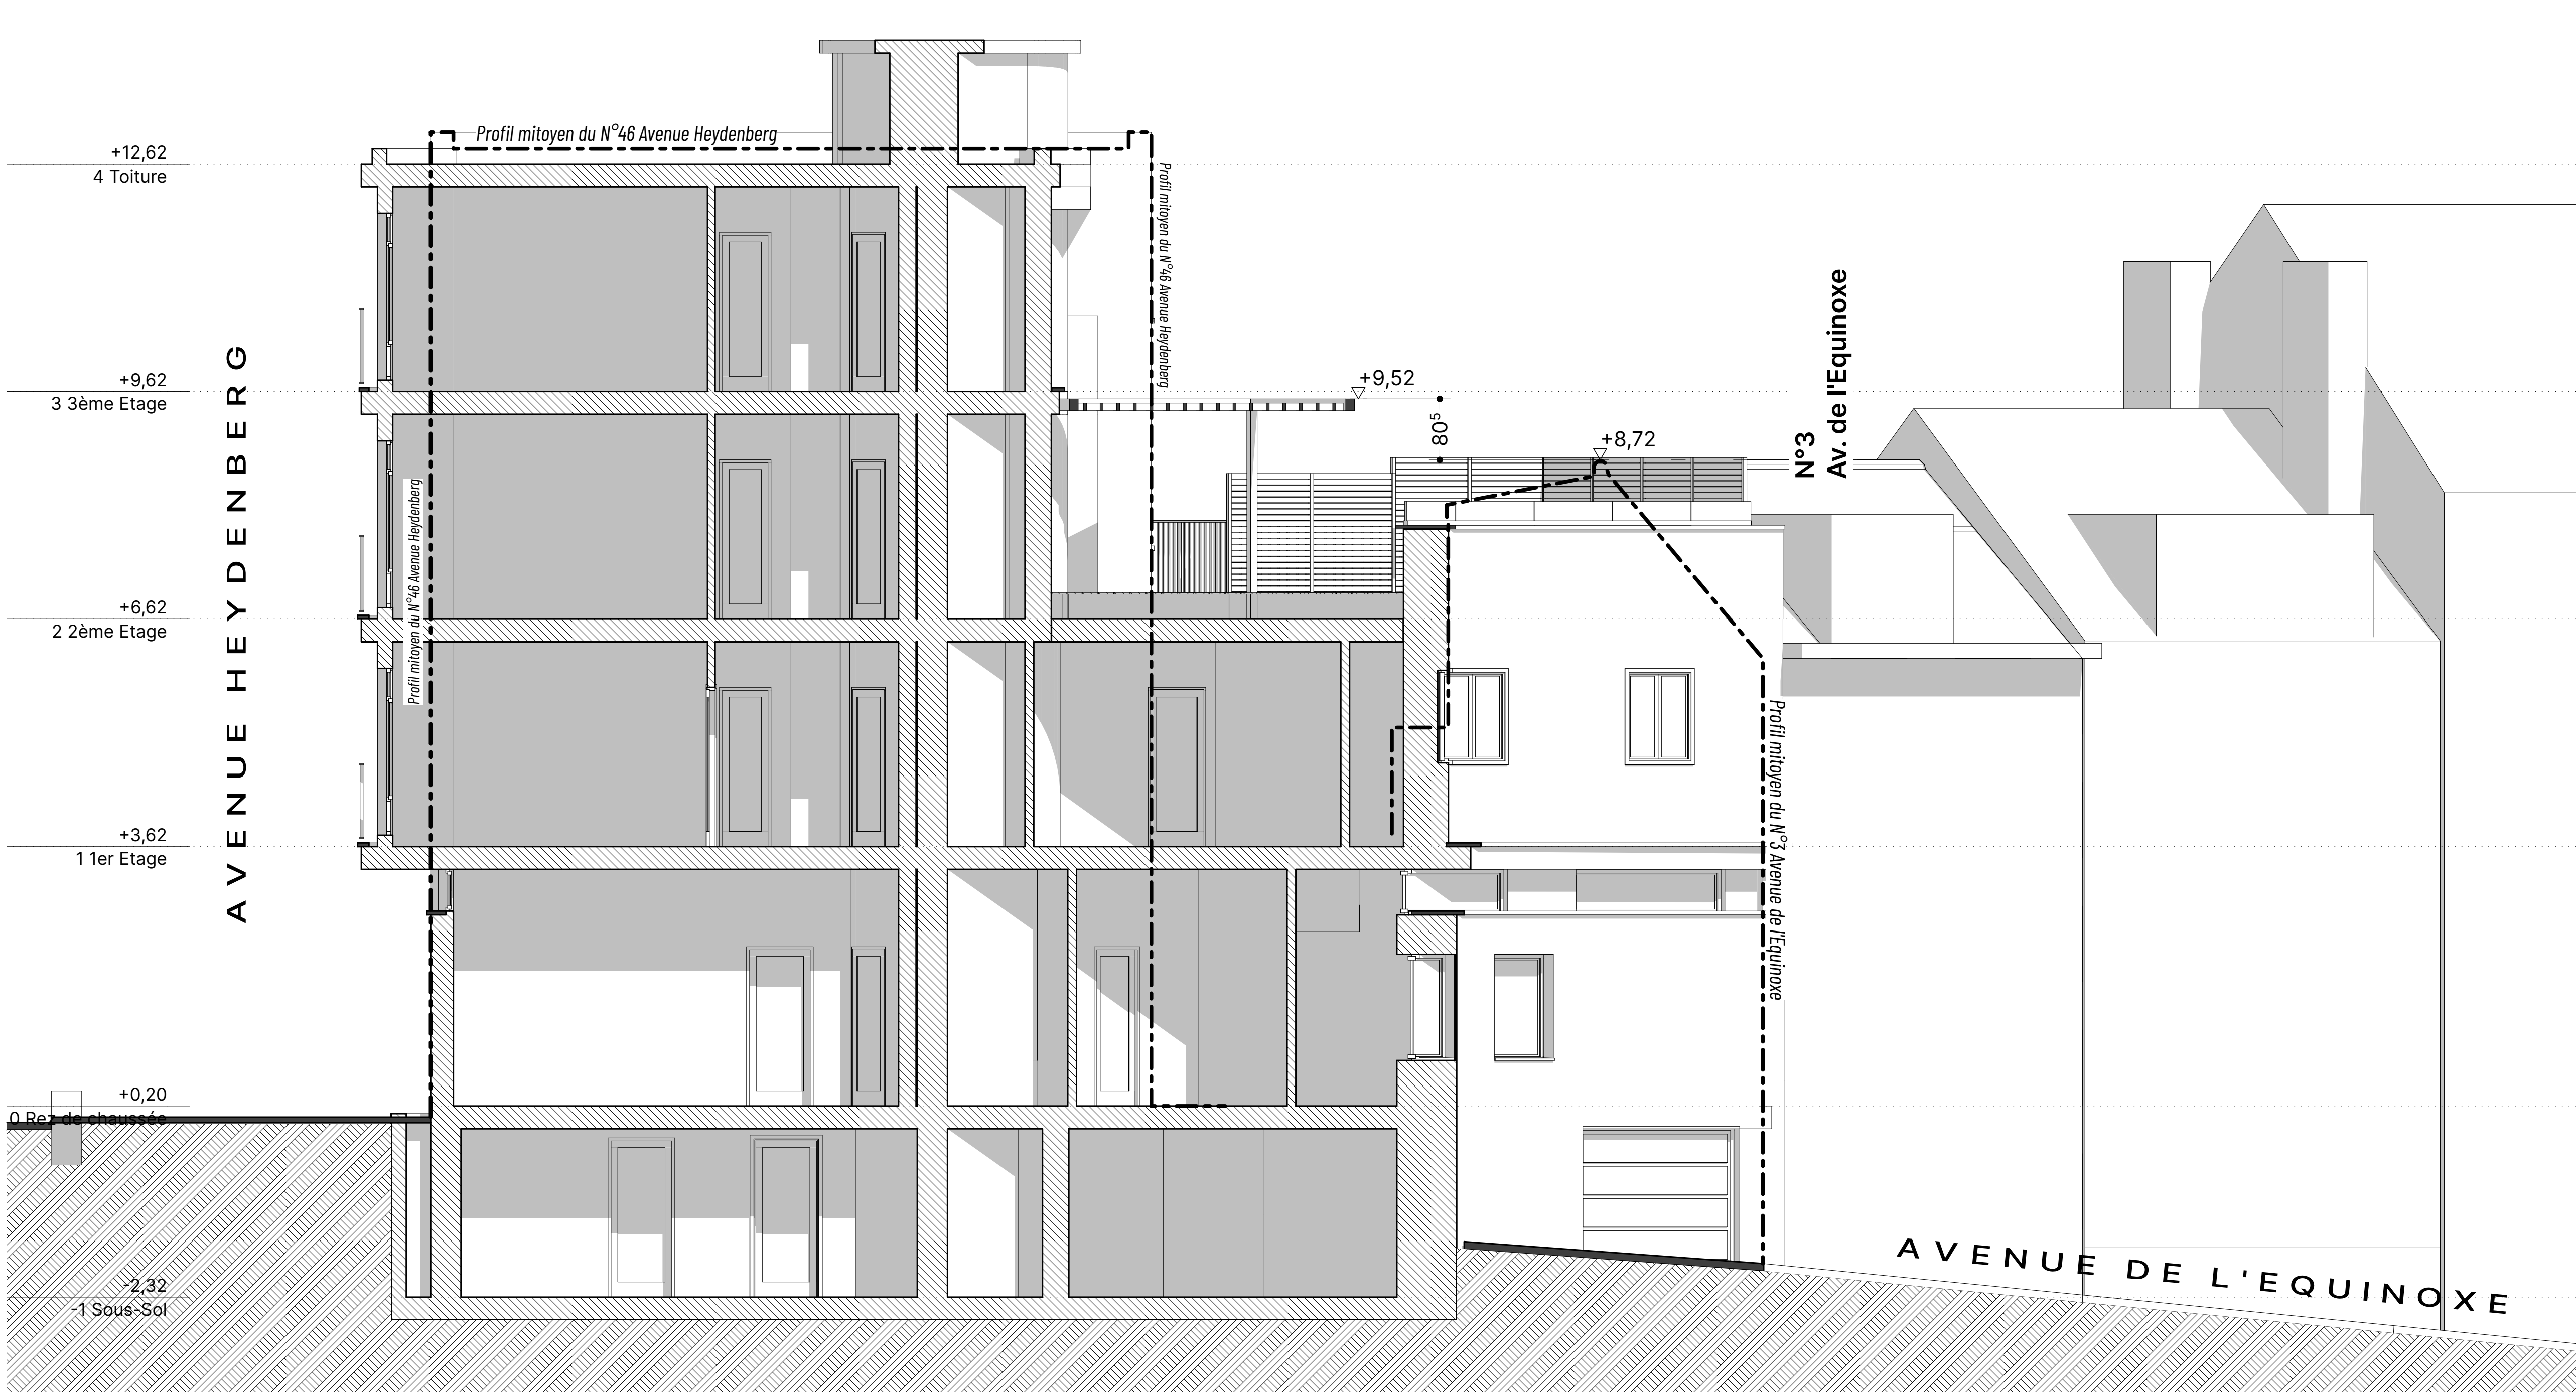 Profil mitoyen du N°46 Avenue Heydenberg
+12,62
4 Toiture
Profil mitoyen du N°46 Avenue Heydenberg
N°3
Av. de l'Equinoxe
+9,62
3 3ème Etage
+9,52
80⁵
+8,72
AVENUE HEYDENBERG
Profil mitoyen du N°46 Avenue Heydenberg
+6,62
2 2ème Etage
Profil mitoyen du N°3 Avenue de l'Equinoxe
+3,62
1 1er Etage
+0,20
0 Rez de chaussée
AVENUE DE L'EQUINOXE
-2,32
-1 Sous-Sol